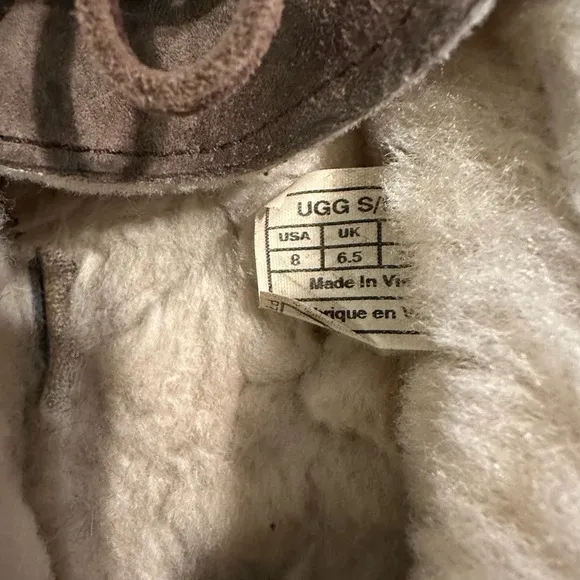 UGG S/
USA UK
8 6.5
Made In Vi
rique en V